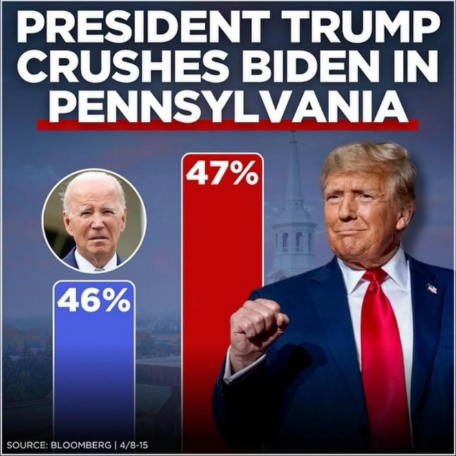 PRESIDENT TRUMP
CRUSHES BIDEN IN
PENNSYLVANIA
47%
46%
SOURCE: BLOOMBERG | 4/8-15